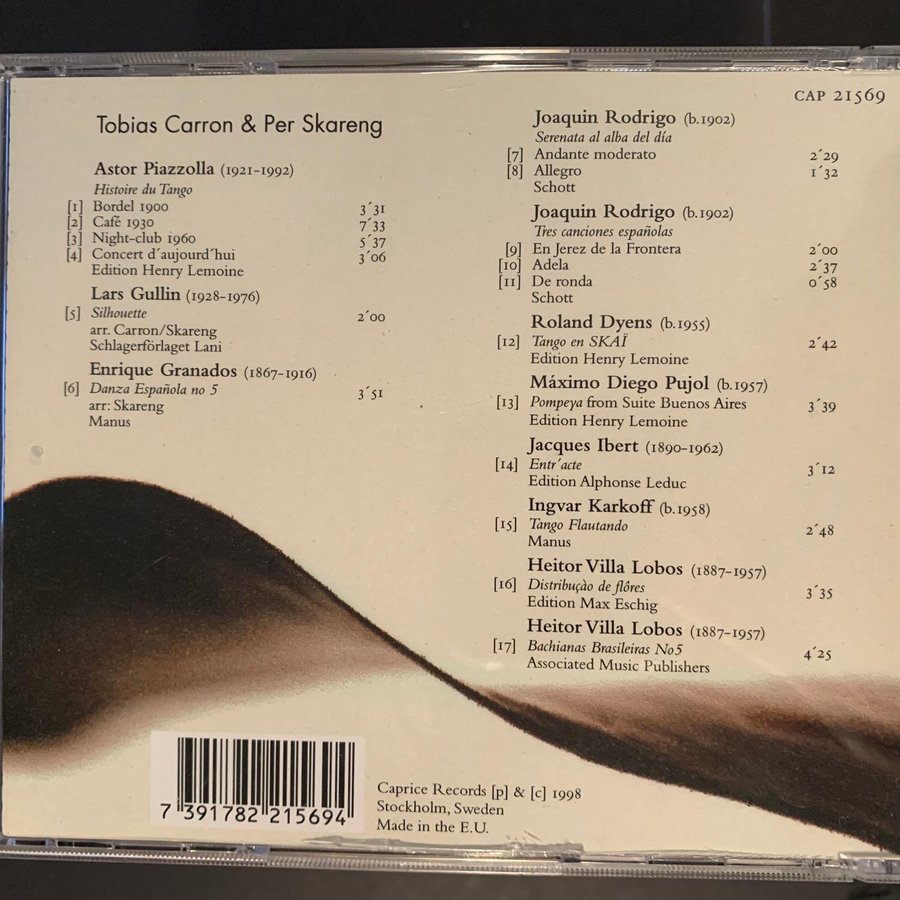 CAP 21569
Tobias Carron & Per Skareng
Astor Piazzolla (1921-1992)
Histoire du Tango
[1] Bordel 1900 3´31
[2] Café 1930 7´33
[3] Night-club 1960 5´37
[4] Concert d´aujourd´hui 3´06
Edition Henry Lemoine
Lars Gullin (1928-1976)
[5] Silhouette 2´00
arr. Carron/Skareng
Schlagerförlaget Lani
Enrique Granados (1867-1916)
[6] Danza Española no 5 3´51
arr: Skareng
Manus
Joaquin Rodrigo (b.1902)
Serenata al alba del día
[7] Andante moderato 2´29
[8] Allegro 1´32
Schott
Joaquin Rodrigo (b.1902)
Tres canciones españolas
[9] En Jerez de la Frontera 2´00
[10] Adela 2´37
[11] De ronda 0´58
Schott
Roland Dyens (b.1955)
[12] Tango en SKAÏ 2´42
Edition Henry Lemoine
Máximo Diego Pujol (b.1957)
[13] Pompeya from Suite Buenos Aires 3´39
Edition Henry Lemoine
Jacques Ibert (1890-1962)
[14] Entr´acte 3´12
Edition Alphonse Leduc
Ingvar Karkoff (b.1958)
[15] Tango Flautando 2´48
Manus
Heitor Villa Lobos (1887-1957)
[16] Distribuçào de flôres 3´35
Edition Max Eschig
Heitor Villa Lobos (1887-1957)
[17] Bachianas Brasileiras No5 4´25
Associated Music Publishers
7 391782 215694
Caprice Records [p] & [c] 1998
Stockholm, Sweden
Made in the E.U.